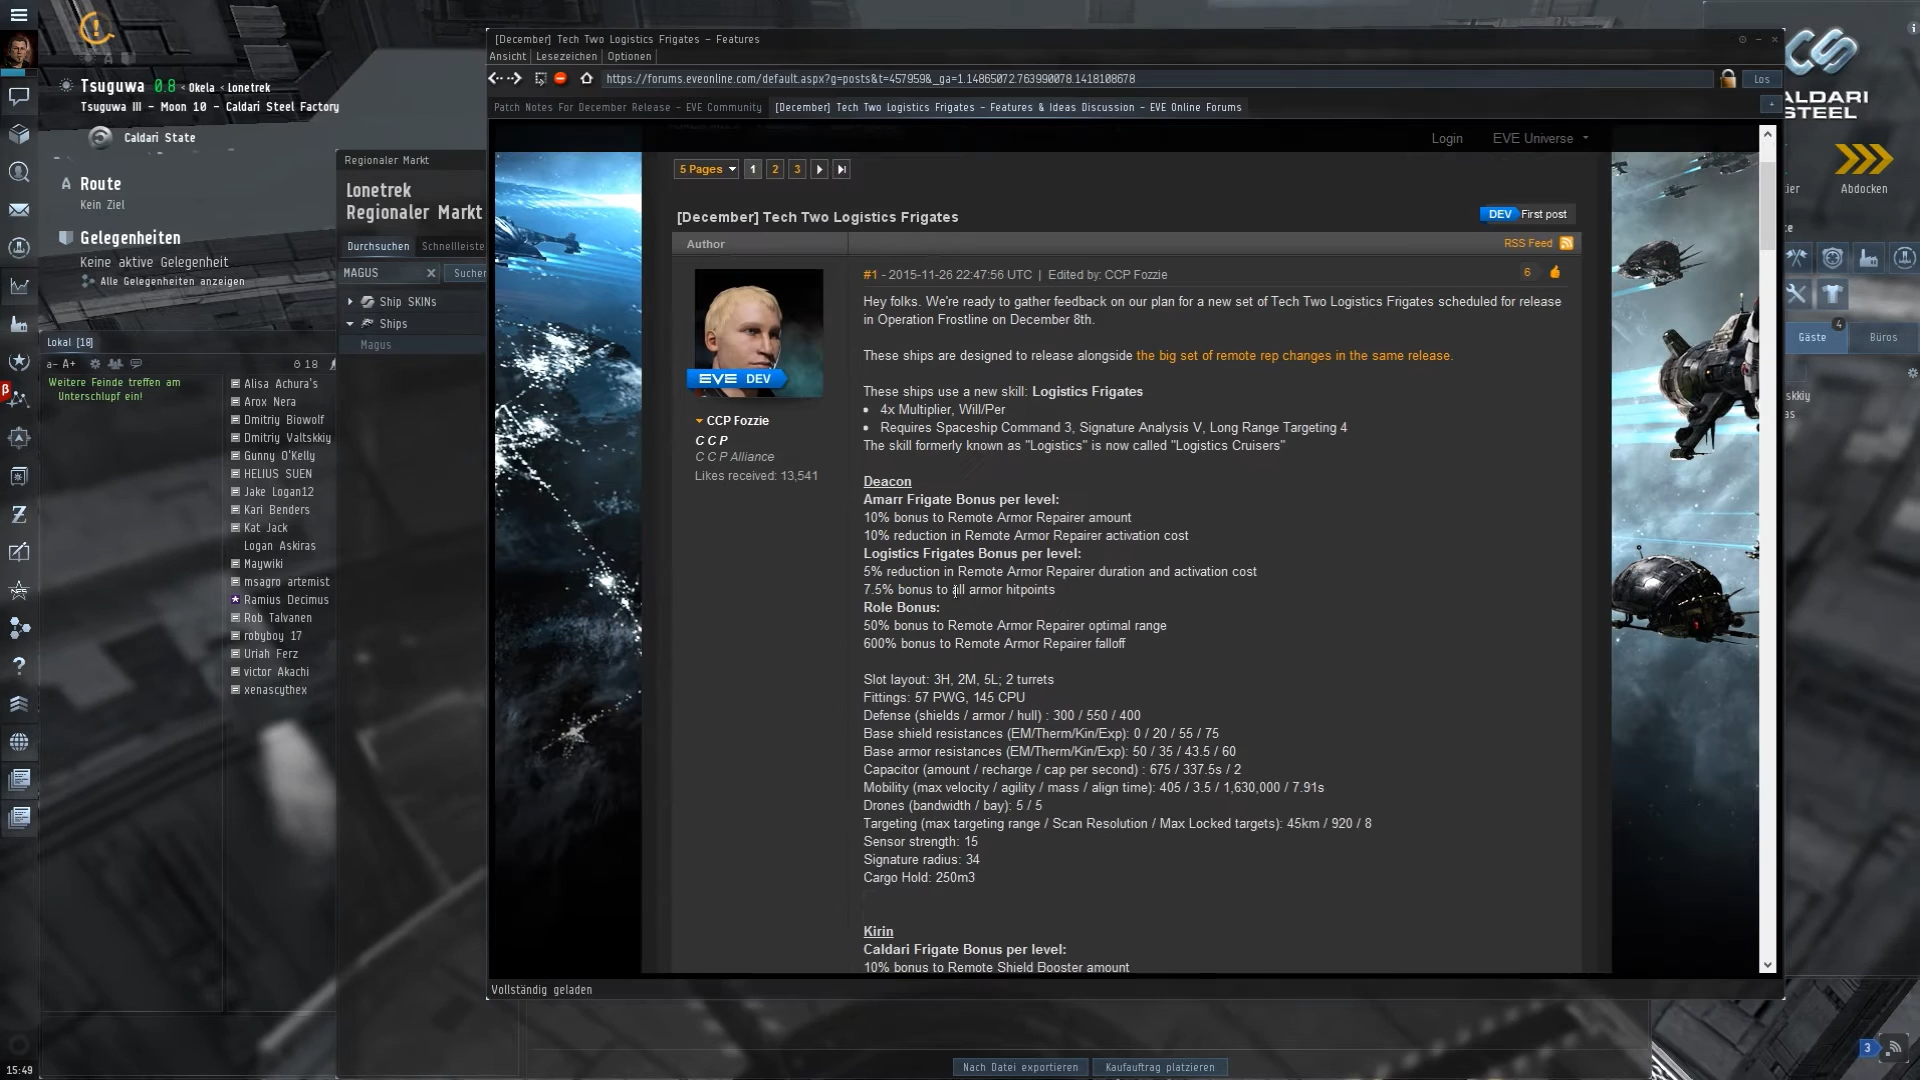 Tsuguwa 0.8 < Okela < Lonetrek
Tsuguwa III - Moon 10 - Caldari Steel Factory
Caldari State
Route
Kein Ziel
Gelegenheiten
Keine aktive Gelegenheit
Alle Gelegenheiten anzeigen
Lokal [18]
a- A+
18
Weitere Feinde treffen am
Unterschlupf ein!
Alisa Achura's
Arox Nera
Dmitriy Biowolf
Dmitriy Valtskkiy
Gunny O'Kelly
HELIUS SUEN
Jake Logan12
Kari Benders
Kat Jack
Logan Askiras
Maywiki
msagro artemist
Ramius Decimus
Rob Talvanen
robyboy 17
Uriah Ferz
victor Akachi
xenascythex
15:49
Regionaler Markt
Lonetrek
Regionaler Markt
Durchsuchen Schnellleiste
MAGUS
Suchen
Ship SKINs
Ships
Magus
[December] Tech Two Logistics Frigates - Features
Ansicht Lesezeichen Optionen
https://forums.eveonline.com/default.aspx?g=posts&t=457959&_ga=1.14865072.763990078.1418108678
Los
Patch Notes For December Release - EVE Community
[December] Tech Two Logistics Frigates - Features & Ideas Discussion - EVE Online Forums
Login EVE Universe
5 Pages 1 2 3
[December] Tech Two Logistics Frigates
DEV First post
Author
RSS Feed
EVE DEV
CCP Fozzie
C C P
C C P Alliance
Likes received: 13,541
#1 - 2015-11-26 22:47:56 UTC | Edited by: CCP Fozzie
6
Hey folks. We're ready to gather feedback on our plan for a new set of Tech Two Logistics Frigates scheduled for release
in Operation Frostline on December 8th.
These ships are designed to release alongside the big set of remote rep changes in the same release.
These ships use a new skill: Logistics Frigates
• 4x Multiplier, Will/Per
• Requires Spaceship Command 3, Signature Analysis V, Long Range Targeting 4
The skill formerly known as "Logistics" is now called "Logistics Cruisers"
Deacon
Amarr Frigate Bonus per level:
10% bonus to Remote Armor Repairer amount
10% reduction in Remote Armor Repairer activation cost
Logistics Frigates Bonus per level:
5% reduction in Remote Armor Repairer duration and activation cost
7.5% bonus to all armor hitpoints
Role Bonus:
50% bonus to Remote Armor Repairer optimal range
600% bonus to Remote Armor Repairer falloff
Slot layout: 3H, 2M, 5L; 2 turrets
Fittings: 57 PWG, 145 CPU
Defense (shields / armor / hull) : 300 / 550 / 400
Base shield resistances (EM/Therm/Kin/Exp): 0 / 20 / 55 / 75
Base armor resistances (EM/Therm/Kin/Exp): 50 / 35 / 43.5 / 60
Capacitor (amount / recharge / cap per second) : 675 / 337.5s / 2
Mobility (max velocity / agility / mass / align time): 405 / 3.5 / 1,630,000 / 7.91s
Drones (bandwidth / bay): 5 / 5
Targeting (max targeting range / Scan Resolution / Max Locked targets): 45km / 920 / 8
Sensor strength: 15
Signature radius: 34
Cargo Hold: 250m3
Kirin
Caldari Frigate Bonus per level:
10% bonus to Remote Shield Booster amount
Vollständig geladen
Nach Datei exportieren
Kaufauftrag platzieren
ALDARI
STEEL
Abdocken
Gäste
4
Büros
3